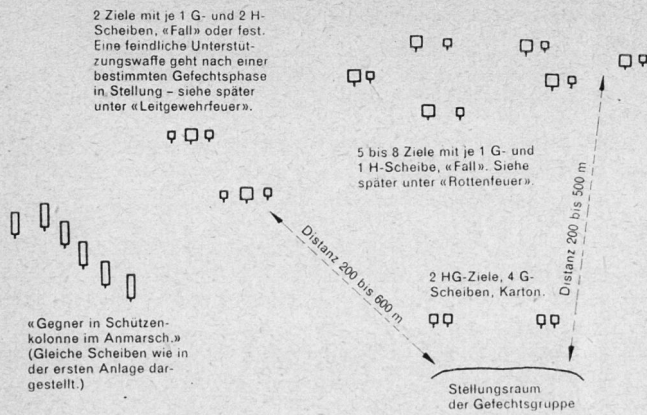 2 Ziele mit je 1 G- und 2 H-
Scheiben, «Fall» oder fest.
Eine feindliche Unterstüt-
zungswaffe geht nach einer
bestimmten Gefechtsphase
in Stellung – siehe später
unter «Leitgewehrfeuer».
5 bis 8 Ziele mit je 1 G- und
1 H-Scheibe, «Fall». Siehe
später unter «Rottenfeuer».
Distanz 200 bis 500 m
Distanz 200 bis 600 m
2 HG-Ziele, 4 G-
Scheiben, Karton.
«Gegner in Schützen-
kolonne im Anmarsch.»
(Gleiche Scheiben wie in
der ersten Anlage dar-
gestellt.)
Stellungsraum
der Gefechtsgruppe